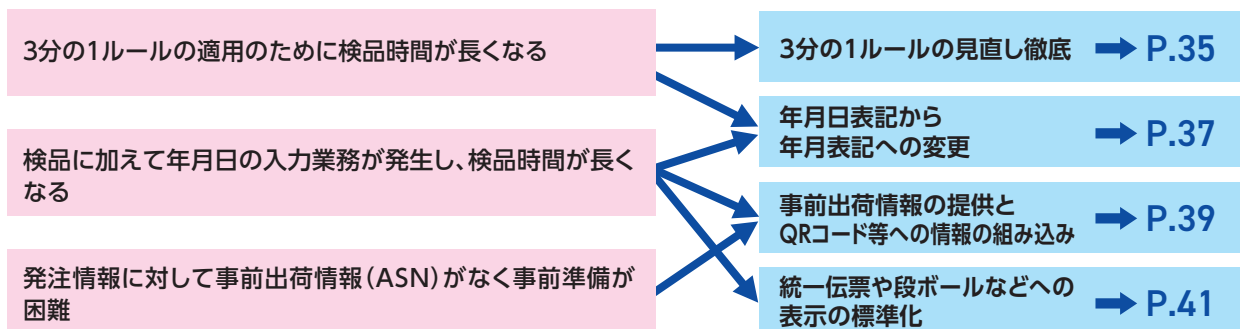 3分の1ルールの適用のために検品時間が長くなる
3分の1ルールの見直し徹底 ➡ P.35
年月日表記から
年月表記への変更 ➡ P.37
検品に加えて年月日の入力業務が発生し、検品時間が長く
なる
事前出荷情報の提供と
QRコード等への情報の組み込み ➡ P.39
発注情報に対して事前出荷情報(ASN)がなく事前準備が
困難
統一伝票や段ボールなどへの
表示の標準化 ➡ P.41